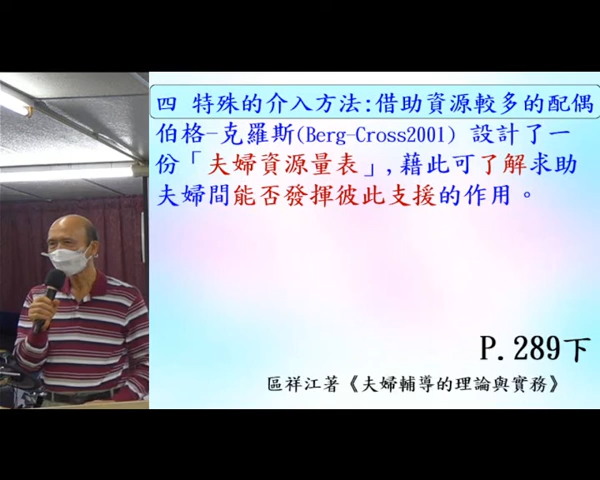 四 特殊的介入方法:借助資源較多的配偶
伯格-克羅斯(Berg-Cross2001) 設計了一
份「夫婦資源量表」,藉此可了解求助
夫婦間能否發揮彼此支援的作用。
P.289下
區祥江著《夫婦輔導的理論與實務》